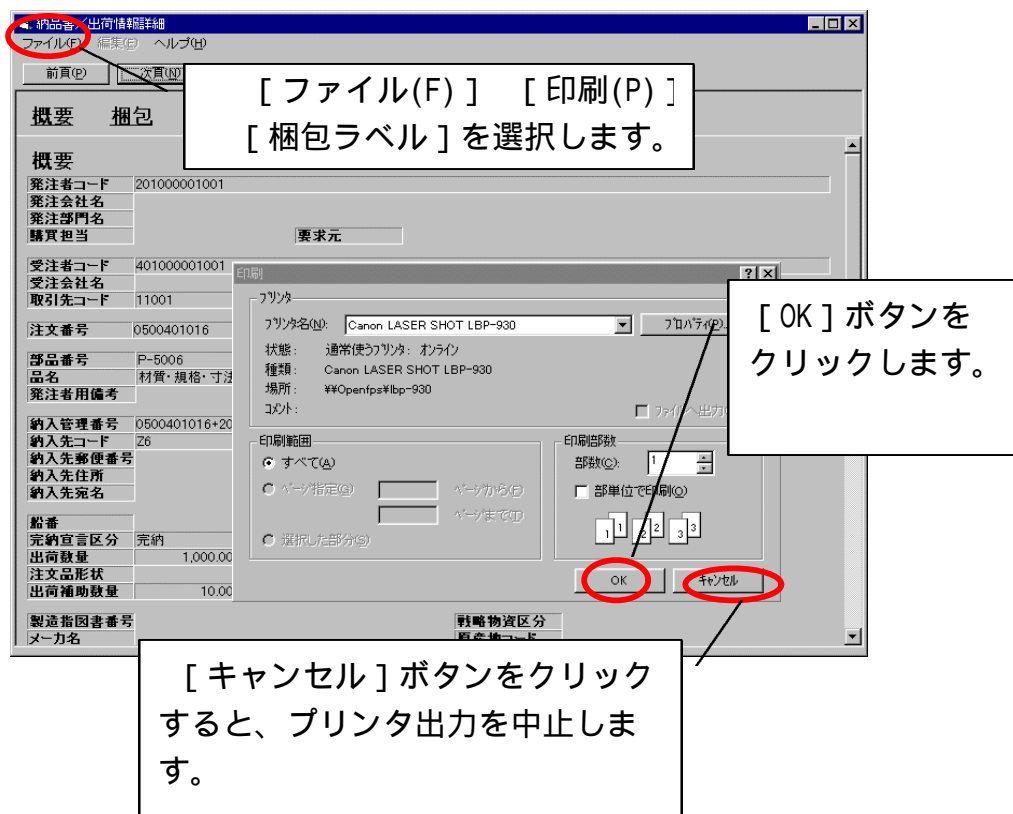 納品書／出荷情報詳細
ファイル(F) 編集(E) ヘルプ(H)
前頁(P) 次頁(N)
［ファイル(F)］ ［印刷(P)］
［梱包ラベル］を選択します。
概要 梱包
概要
発注者コード 201000001001
発注会社名
発注部門名
購買担当 要求元
受注者コード 401000001001
受注会社名
取引先コード 11001
注文番号 0500401016
部品番号 P-5006
品名 材質・規格・寸法
発注者用備考
納入管理番号 0500401016+20
納入先コード Z6
納入先郵便番号
納入先住所
納入先宛名
船番
完納宣言区分 完納
出荷数量 1,000.00
注文品形状
出荷補助数量 10.00
製造指図書番号 戦略物資区分
メーカ名 原産地コード
印刷
プリンタ
プリンタ名(N): Canon LASER SHOT LBP-930 プロパティ(P)...
状態: 通常使うプリンタ: オンライン
種類: Canon LASER SHOT LBP-930
場所: ¥¥Openfps¥lbp-930
コメント: ファイルへ出力
印刷範囲
すべて(A)
ページ指定(G) ページから(F)
ページまで(T)
選択した部分(S)
印刷部数
部数(C): 1
部単位で印刷(O)
1 1 2 2 3 3
OK キャンセル
［OK］ボタンを
クリックします。
［キャンセル］ボタンをクリック
すると、プリンタ出力を中止しま
す。